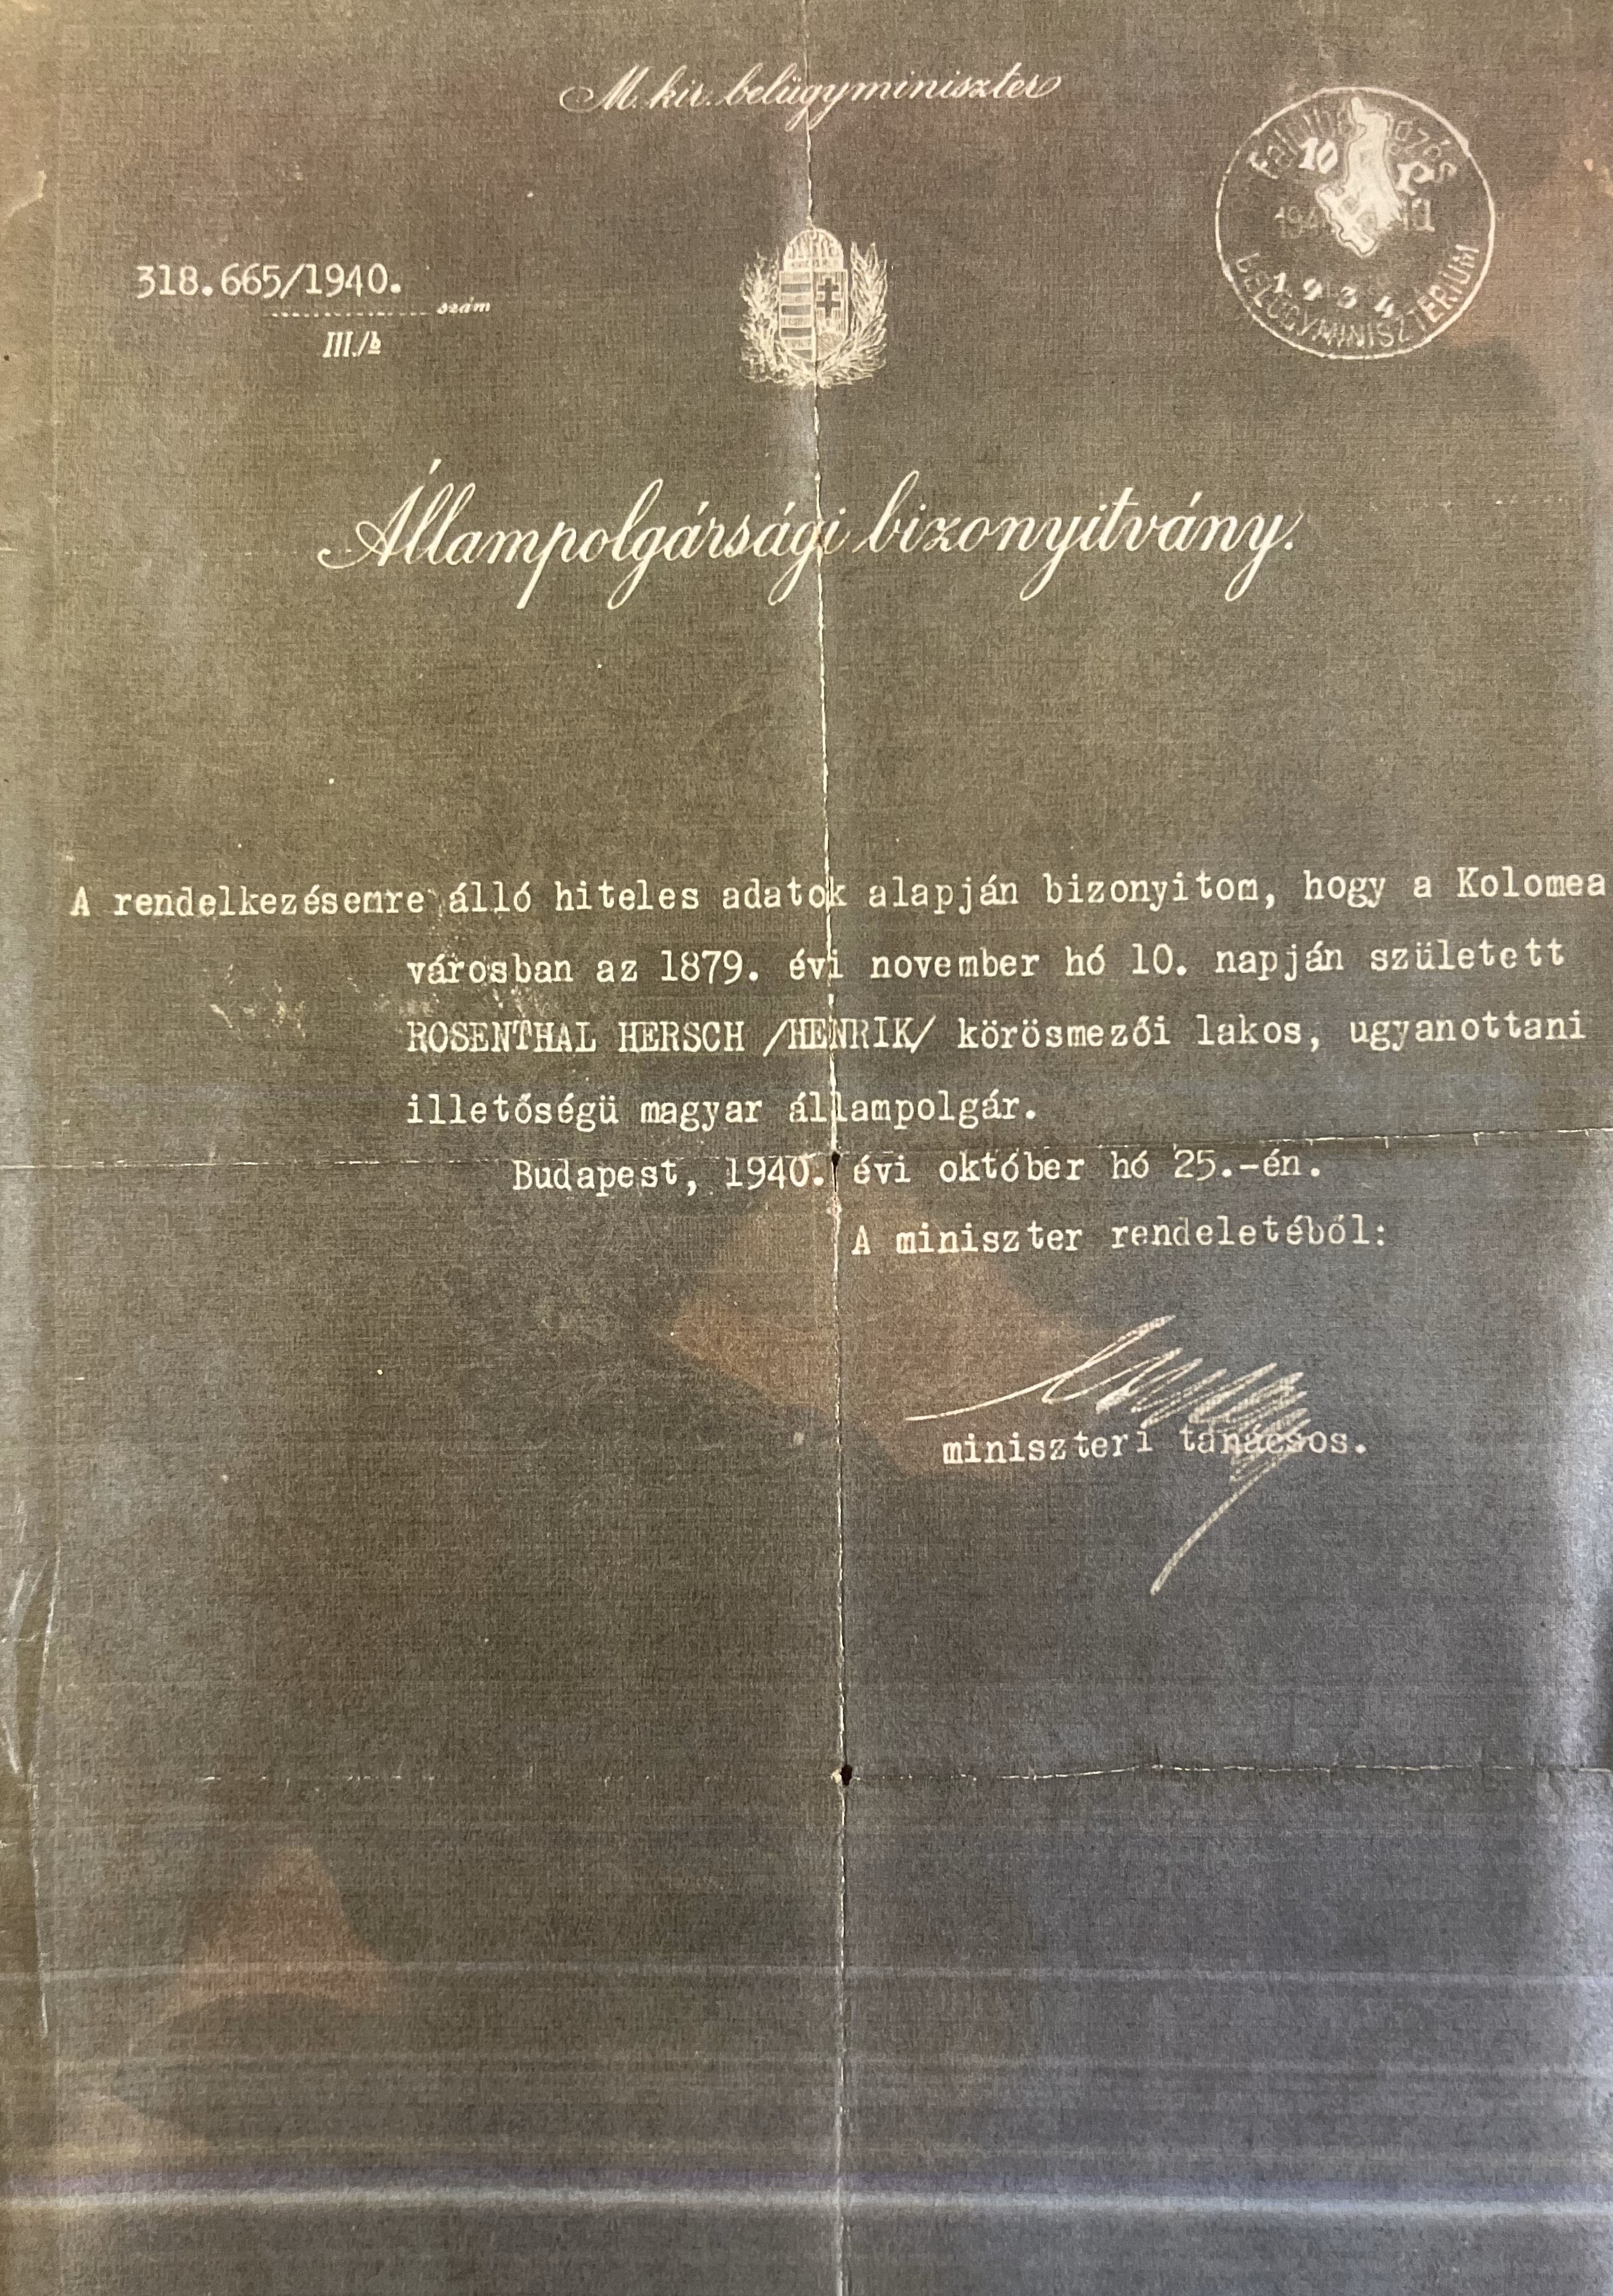 M. kir. belügyminiszter
10 P
1934
BELÜGYMINISZTERIUM
318.665/1940. szám
III./b
Állampolgársági bizonyitvány.
A rendelkezésemre álló hiteles adatok alapján bizonyitom, hogy a Kolomea
városban az 1879. évi november hó 10. napján született
ROSENTHAL HERSCH /HENRIK/ körösmezői lakos, ugyanottani
illetőségü magyar állampolgár.
Budapest, 1940. évi október hó 25.-én.
A miniszter rendeletéből:
miniszteri tanácsos.